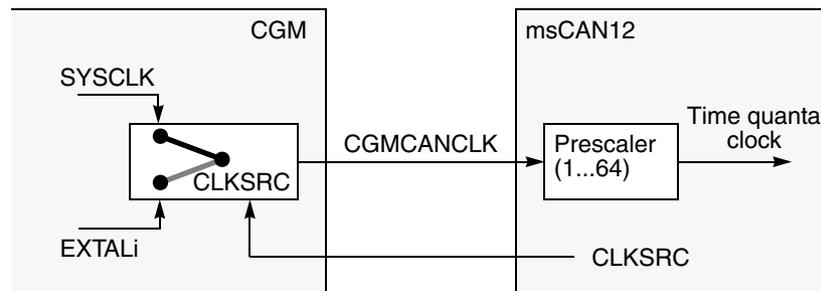 CGM
msCAN12
SYSCLK
Time quanta
clock
CGMCANCLK
Prescaler
(1...64)
CLKSRC
EXTALi
CLKSRC